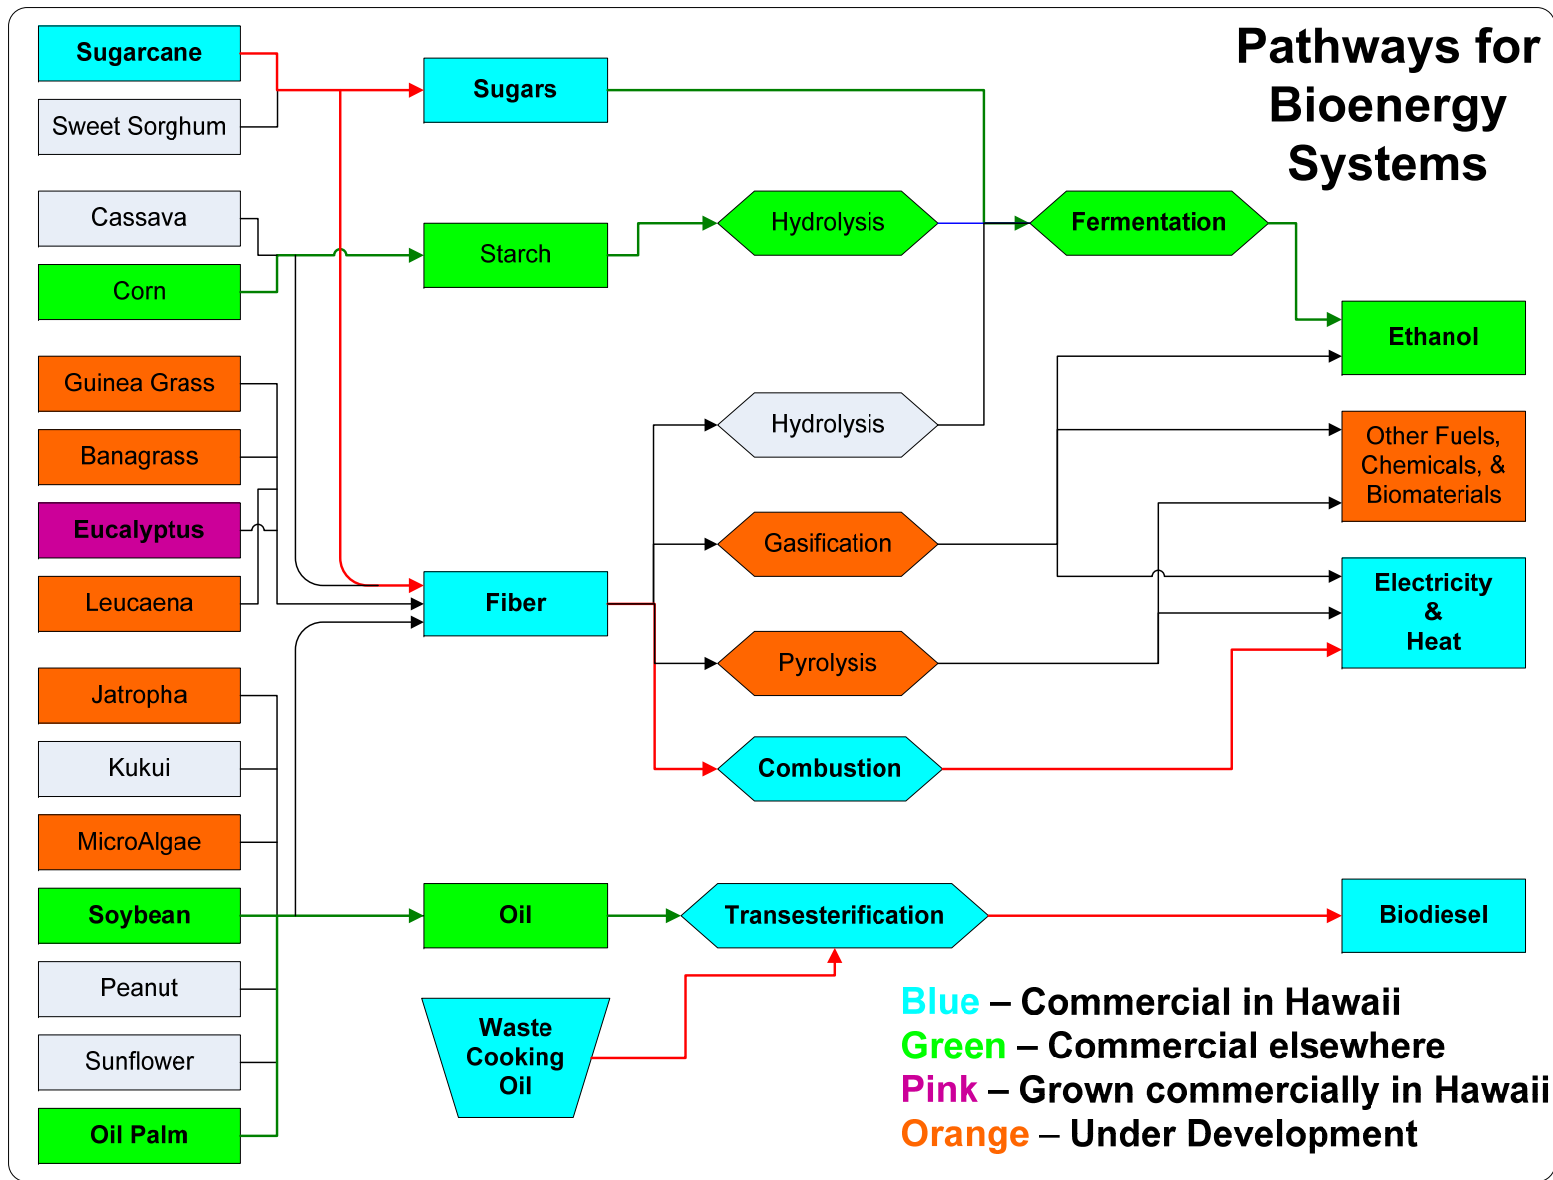 Pathways for
Bioenergy
Systems
Sugarcane
Sweet Sorghum
Cassava
Corn
Guinea Grass
Banagrass
Eucalyptus
Leucaena
Jatropha
Kukui
MicroAlgae
Soybean
Peanut
Sunflower
Oil Palm
Sugars
Starch
Fiber
Oil
Waste
Cooking
Oil
Hydrolysis
Hydrolysis
Gasification
Pyrolysis
Combustion
Transesterification
Fermentation
Ethanol
Other Fuels,
Chemicals, &
Biomaterials
Electricity
&
Heat
Biodiesel
Blue – Commercial in Hawaii
Green – Commercial elsewhere
Pink – Grown commercially in Hawaii
Orange – Under Development